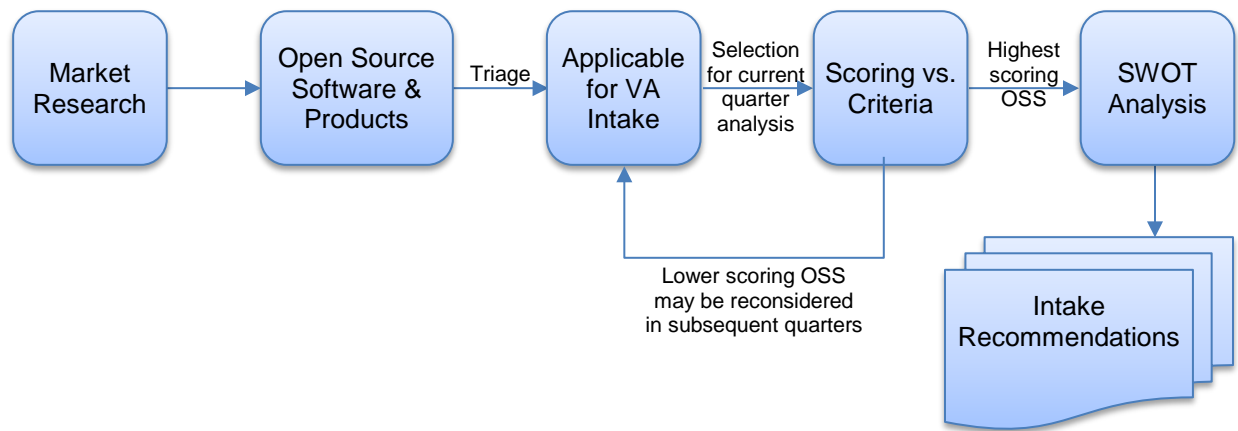 Market
Research
Open Source
Software &
Products
Triage
Applicable
for VA
Intake
Selection
for current
quarter
analysis
Scoring vs.
Criteria
Highest
scoring
OSS
SWOT
Analysis
Lower scoring OSS
may be reconsidered
in subsequent quarters
Intake
Recommendations